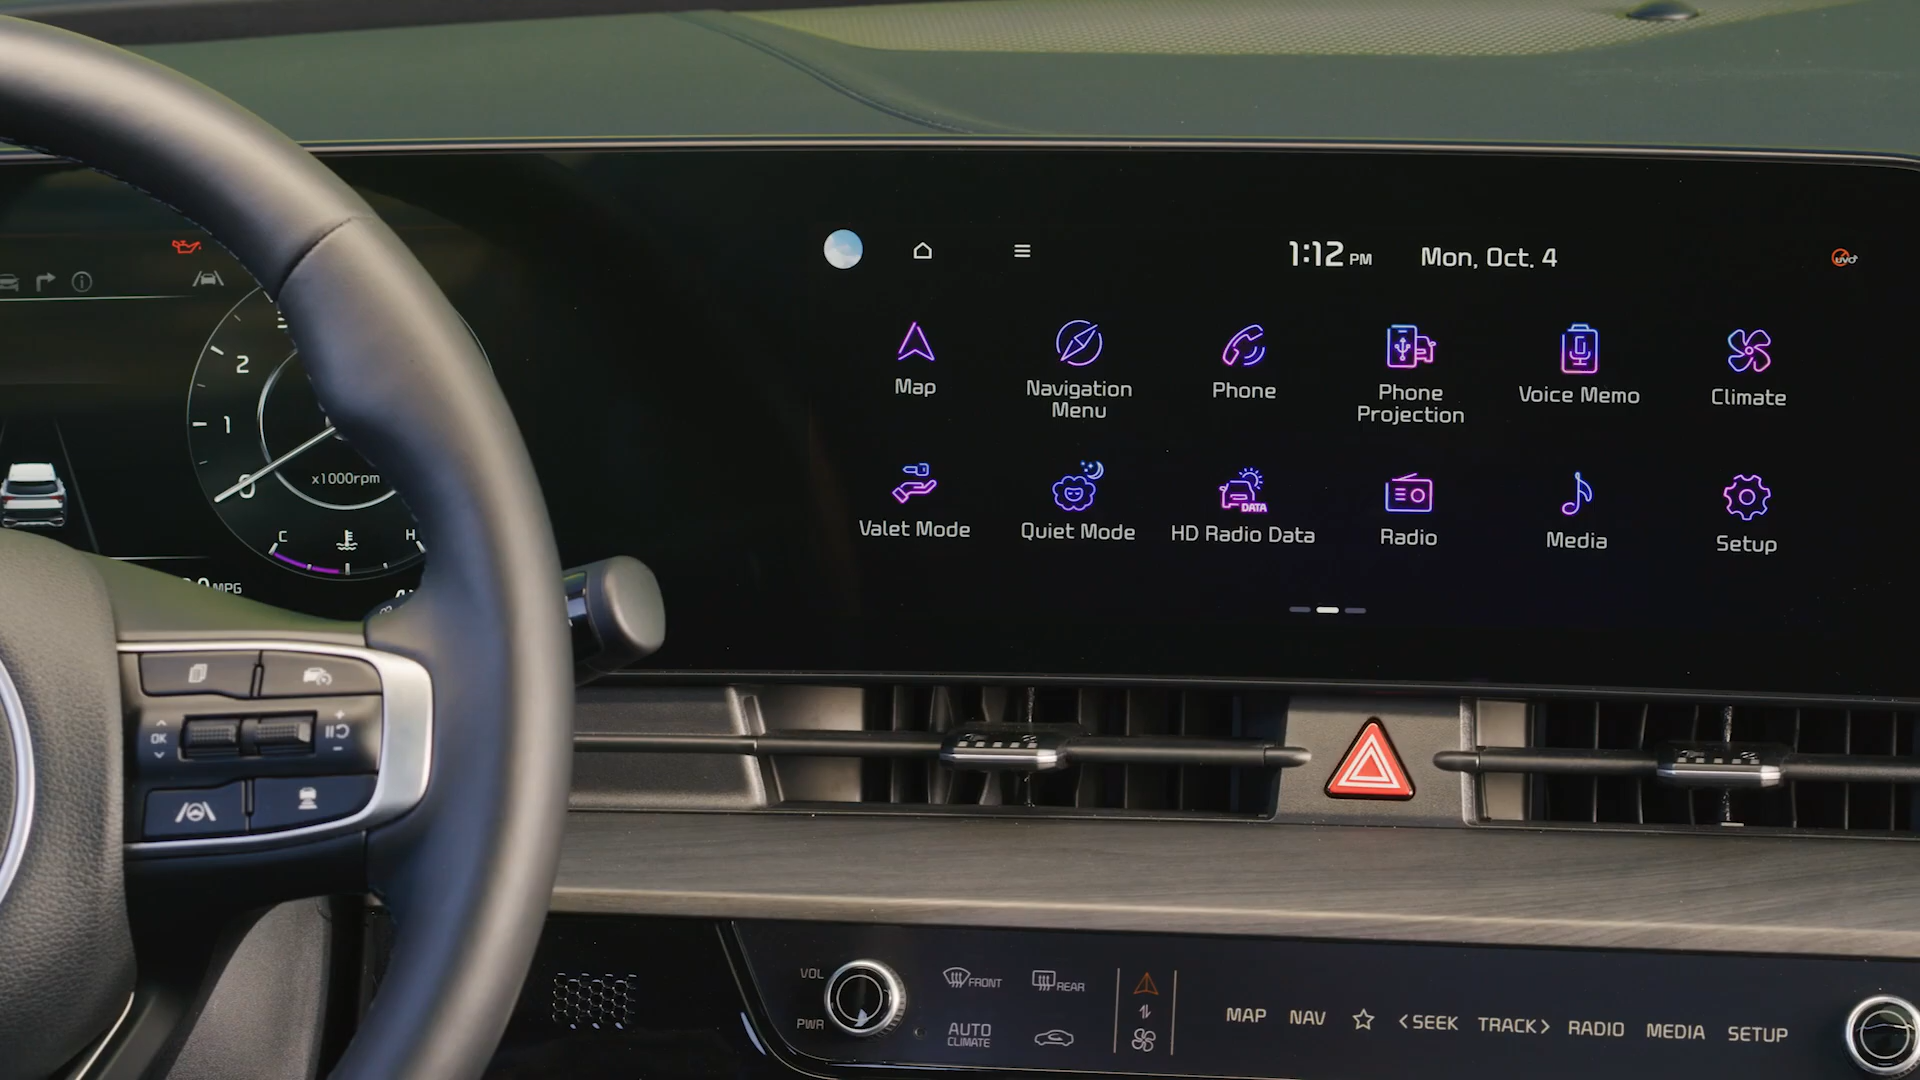 1:12 PM
Mon, Oct. 4
UVO
Map
Navigation
Menu
Phone
Phone
Projection
Voice Memo
Climate
Valet Mode
Quiet Mode
DATA
HD Radio Data
Radio
Media
Setup
2
1
0
x1000rpm
C
H
MPG
OK
VOL
PWR
FRONT
REAR
AUTO
CLIMATE
MAP
NAV
< SEEK
TRACK >
RADIO
MEDIA
SETUP